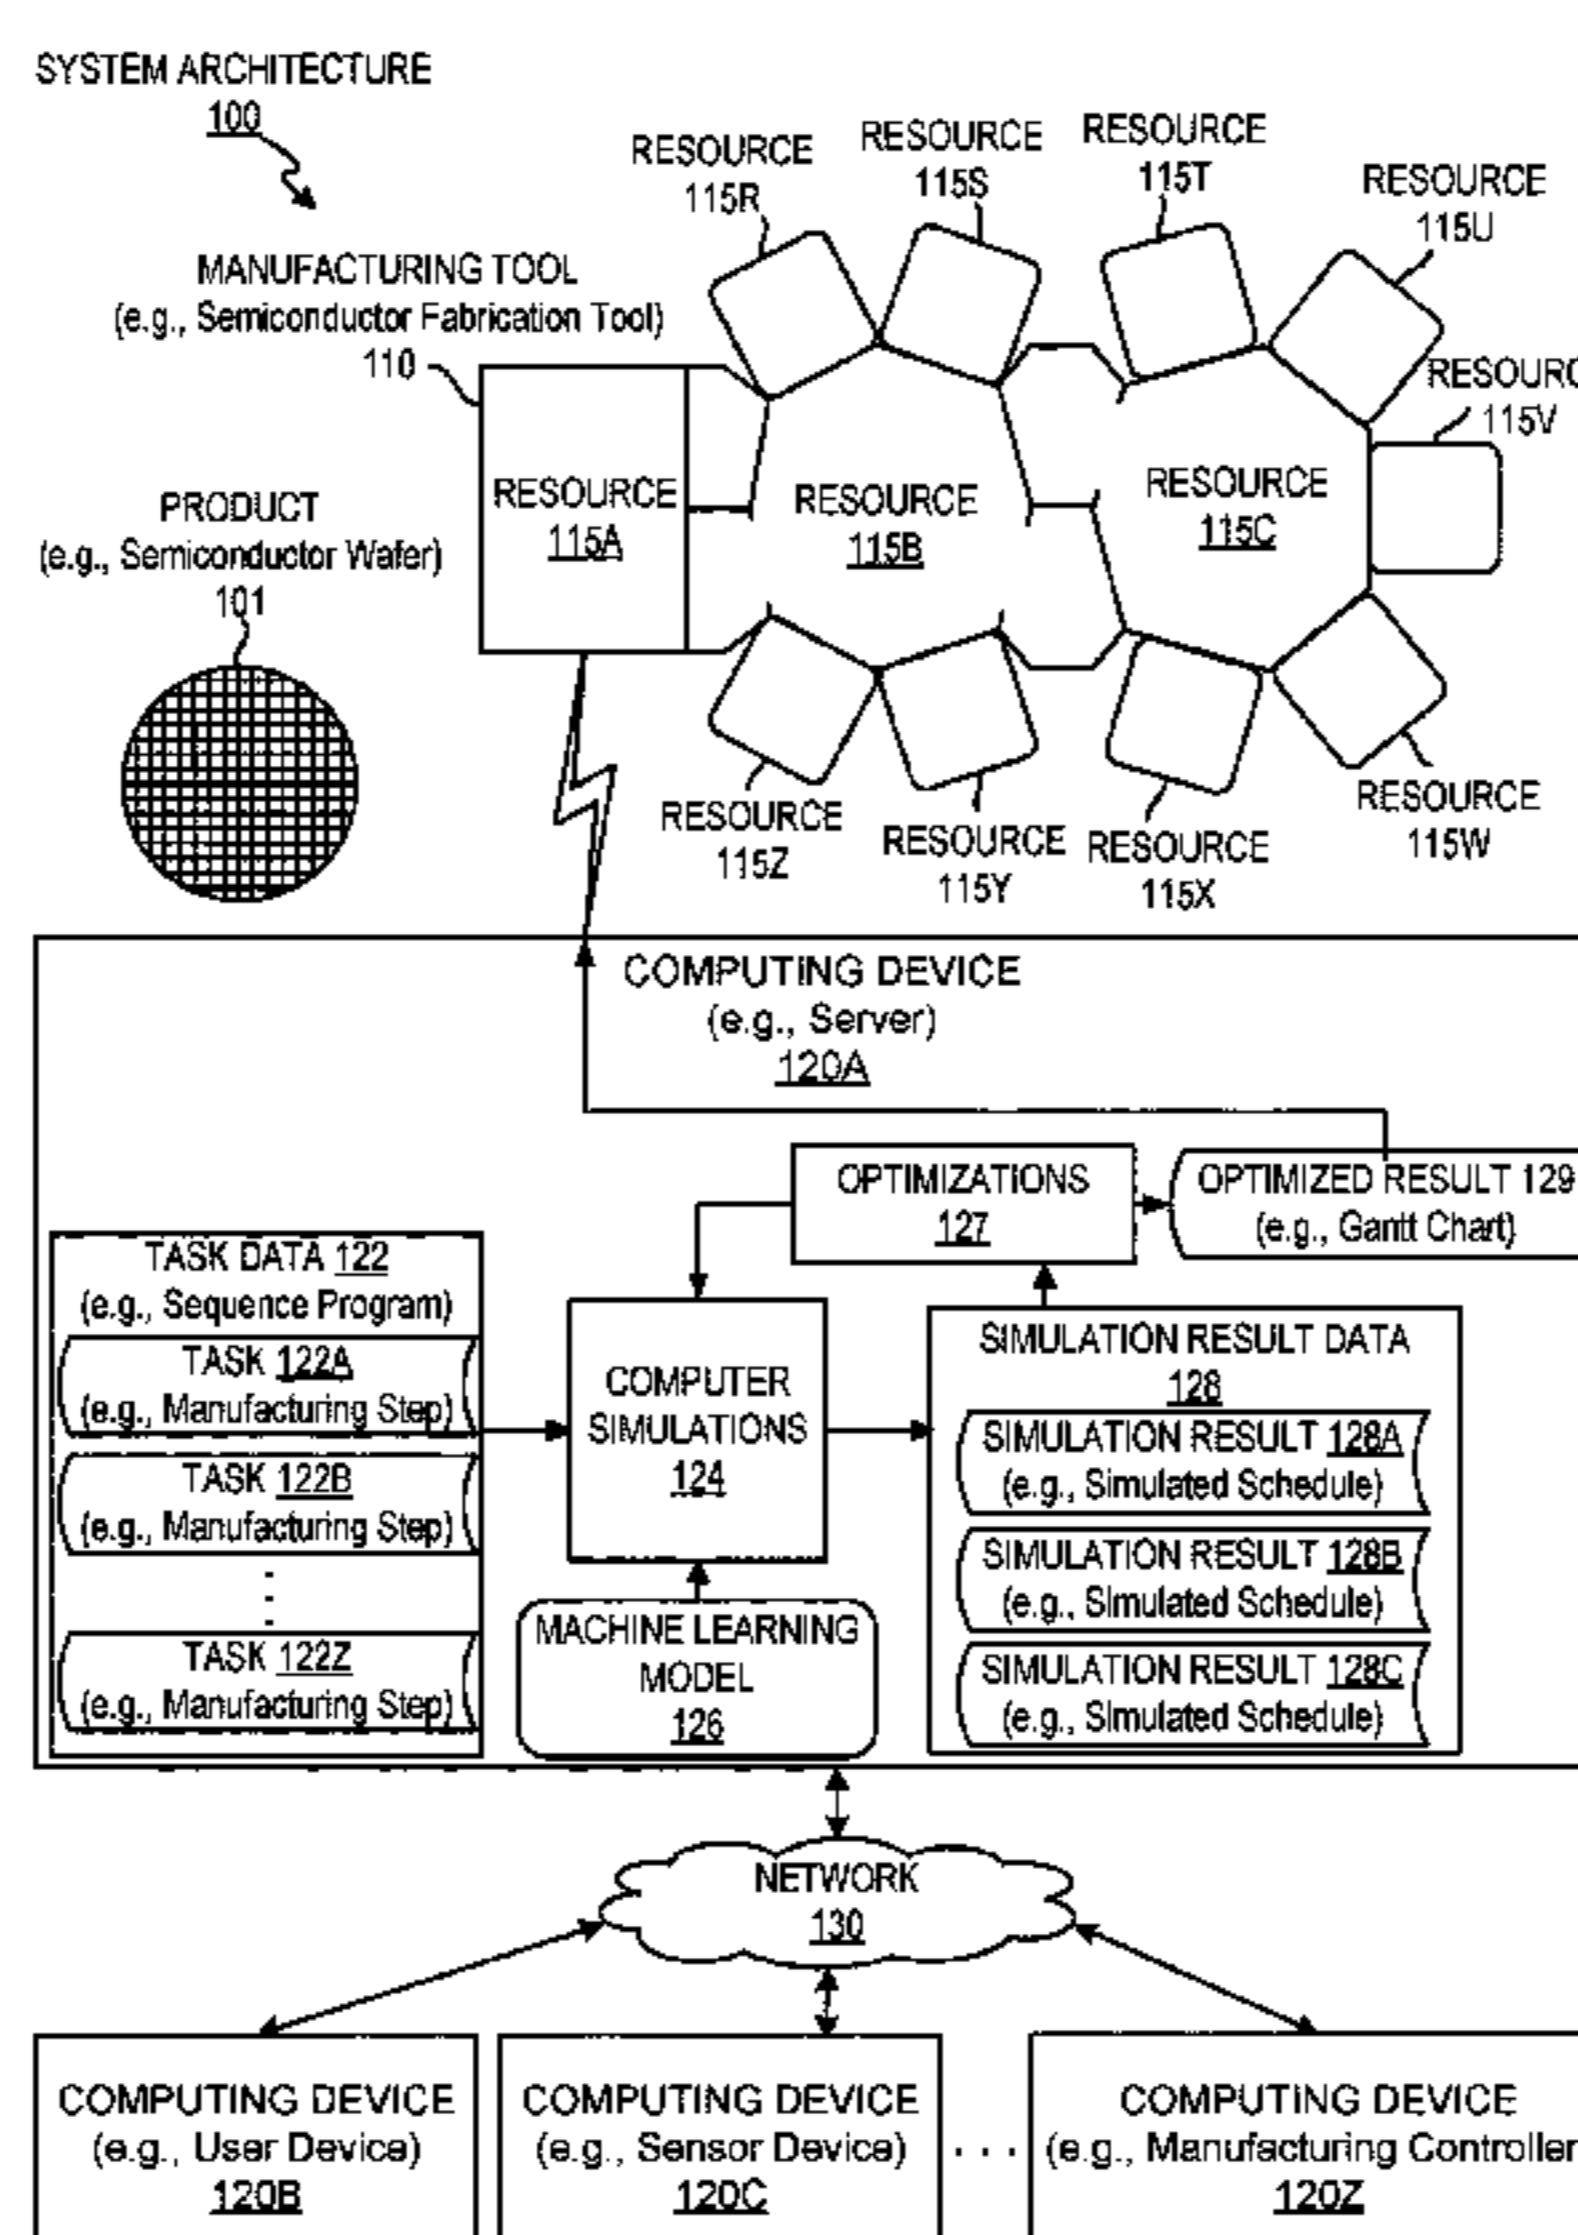 SYSTEM ARCHITECTURE
100
RESOURCE
115R
RESOURCE
115S
RESOURCE
115T
RESOURCE
115U
MANUFACTURING TOOL
(e.g., Semiconductor Fabrication Tool)
110
RESOURC
115V
RESOURCE
115A
RESOURCE
115B
RESOURCE
115C
PRODUCT
(e.g., Semiconductor Wafer)
101
RESOURCE
115Z
RESOURCE
115Y
RESOURCE
115X
RESOURCE
115W
COMPUTING DEVICE
(e.g., Server)
120A
OPTIMIZATIONS
127
OPTIMIZED RESULT 129
(e.g., Gantt Chart)
TASK DATA 122
(e.g., Sequence Program)
TASK 122A
(e.g., Manufacturing Step)
TASK 122B
(e.g., Manufacturing Step)
TASK 122Z
(e.g., Manufacturing Step)
COMPUTER
SIMULATIONS
124
MACHINE LEARNING
MODEL
126
SIMULATION RESULT DATA
128
SIMULATION RESULT 128A
(e.g., Simulated Schedule)
SIMULATION RESULT 128B
(e.g., Simulated Schedule)
SIMULATION RESULT 128C
(e.g., Simulated Schedule)
NETWORK
130
COMPUTING DEVICE
(e.g., User Device)
120B
COMPUTING DEVICE
(e.g., Sensor Device)
120C
. . .
COMPUTING DEVICE
(e.g., Manufacturing Controller
120Z